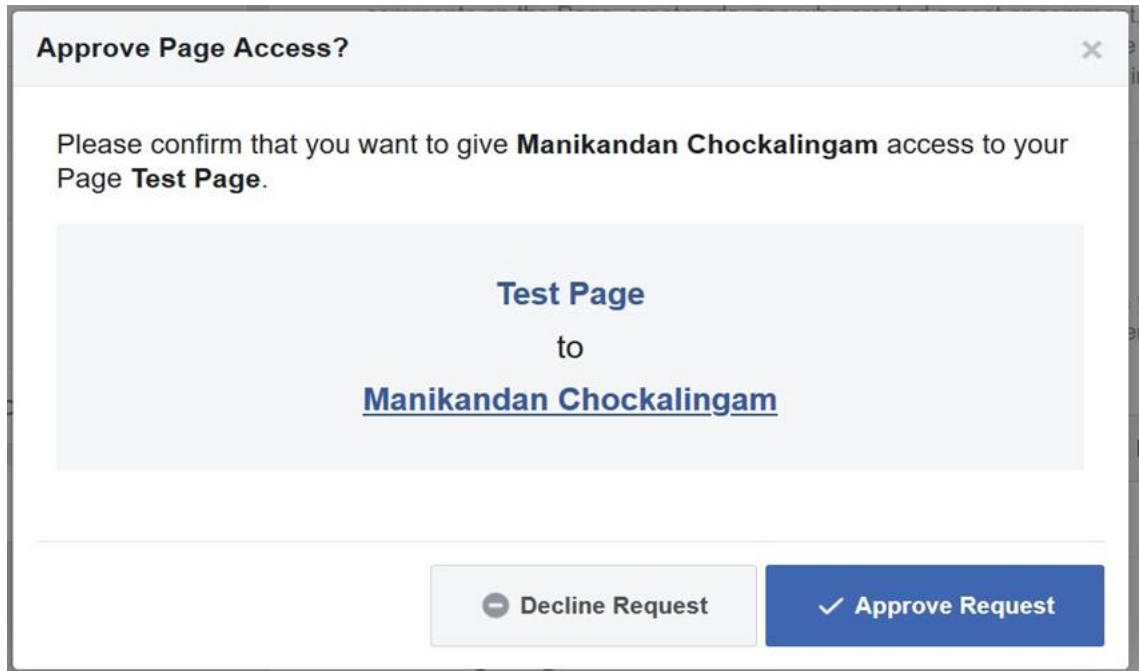 Approve Page Access?
Please confirm that you want to give Manikandan Chockalingam access to your
Page Test Page.
Test Page
to
Manikandan Chockalingam
Decline Request
Approve Request